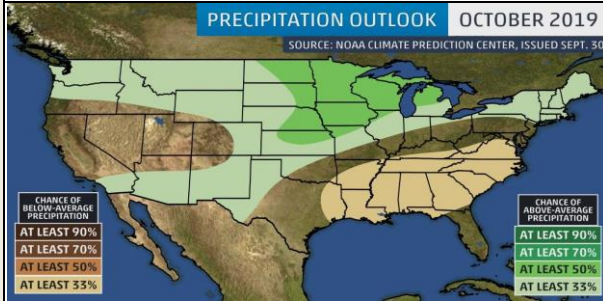 PRECIPITATION OUTLOOK OCTOBER 2019
SOURCE: NOAA CLIMATE PREDICTION CENTER, ISSUED SEPT. 30
CHANCE OF
BELOW-AVERAGE
PRECIPITATION
AT LEAST 90%
AT LEAST 70%
AT LEAST 50%
AT LEAST 33%
CHANCE OF
ABOVE-AVERAGE
PRECIPITATION
AT LEAST 90%
AT LEAST 70%
AT LEAST 50%
AT LEAST 33%